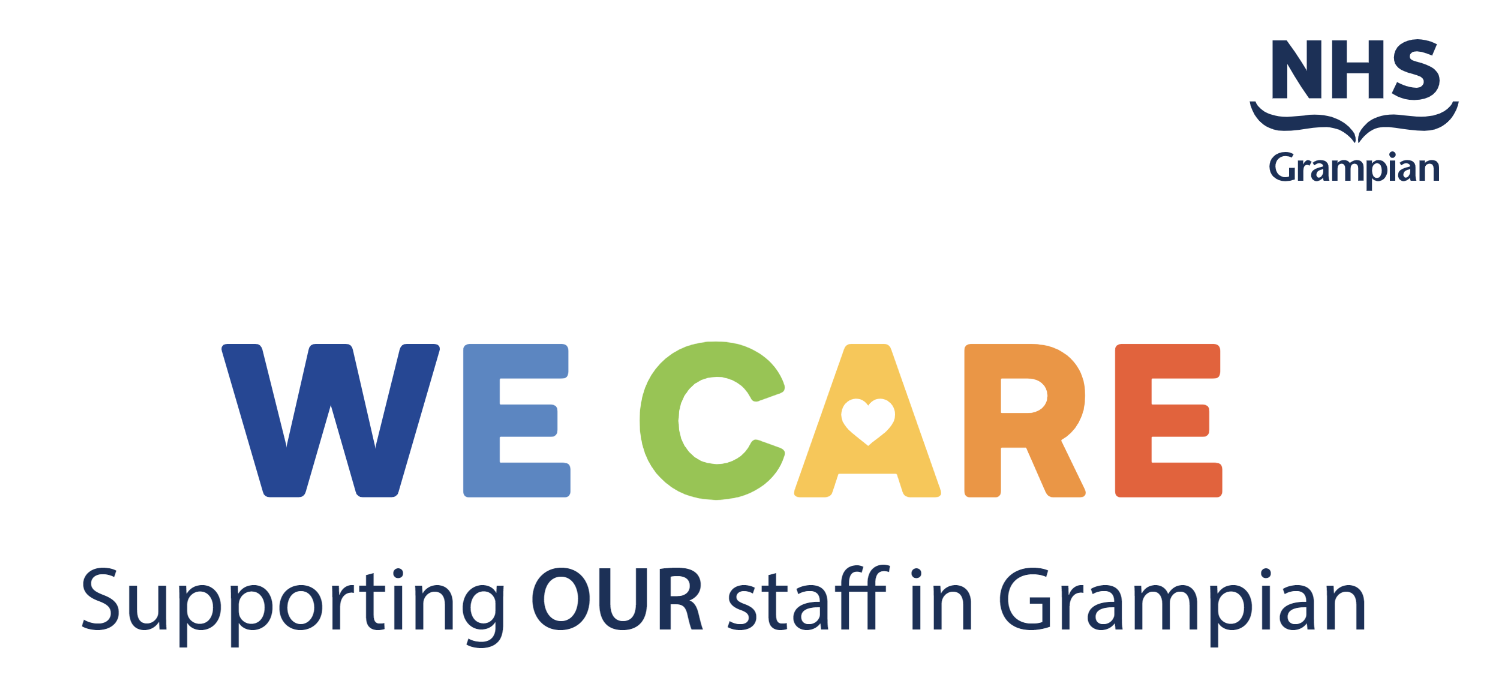 NHS
Grampian
WE CARE
Supporting OUR staff in Grampian